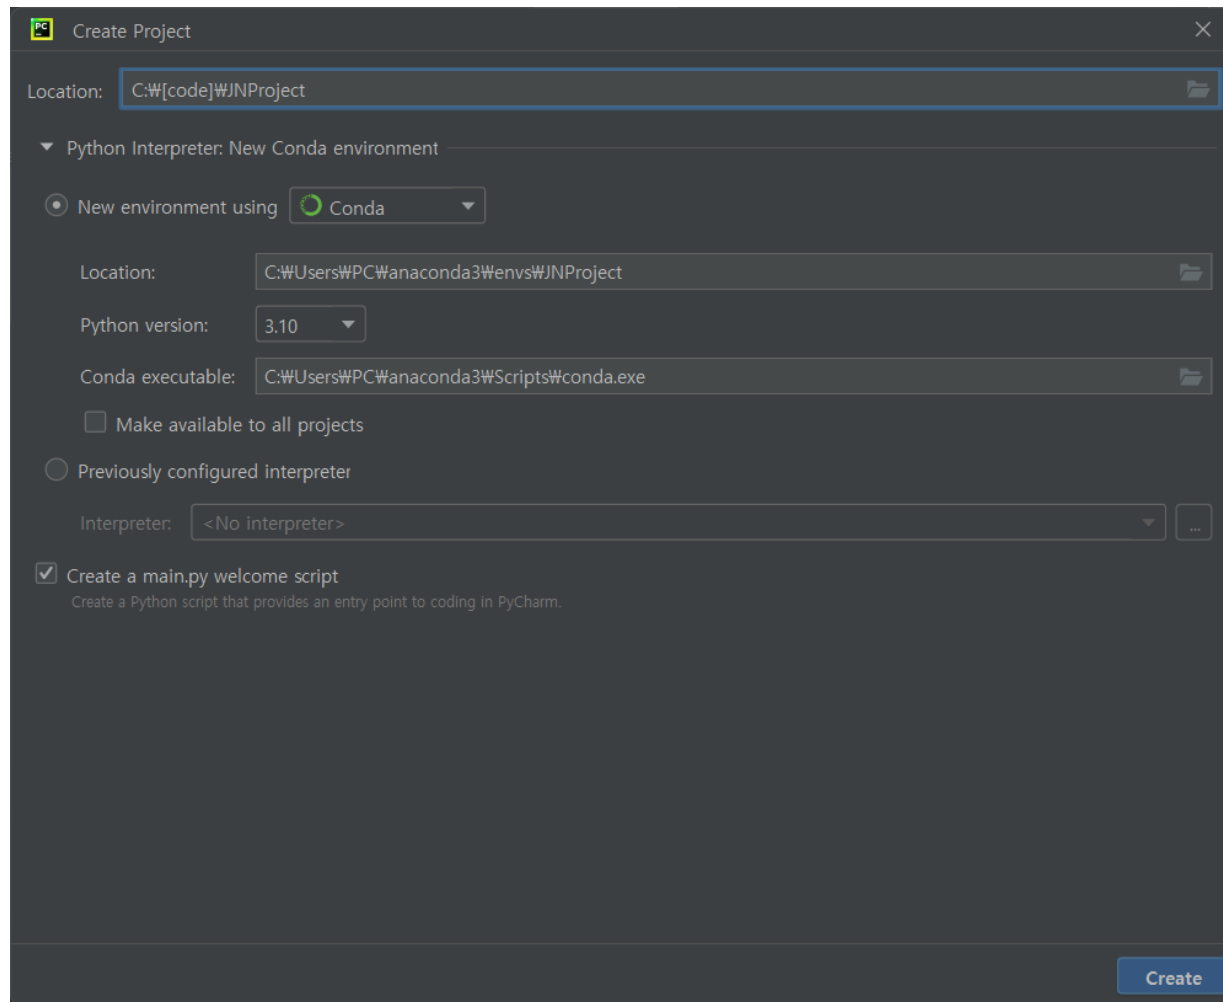 PC
Create Project
Location: C:₩[code]₩JNProject
Python Interpreter: New Conda environment
New environment using Conda
Location: C:₩Users₩PC₩anaconda3₩envs₩JNProject
Python version: 3.10
Conda executable: C:₩Users₩PC₩anaconda3₩Scripts₩conda.exe
Make available to all projects
Previously configured interpreter
Interpreter: <No interpreter> ...
Create a main.py welcome script
Create a Python script that provides an entry point to coding in PyCharm.
Create